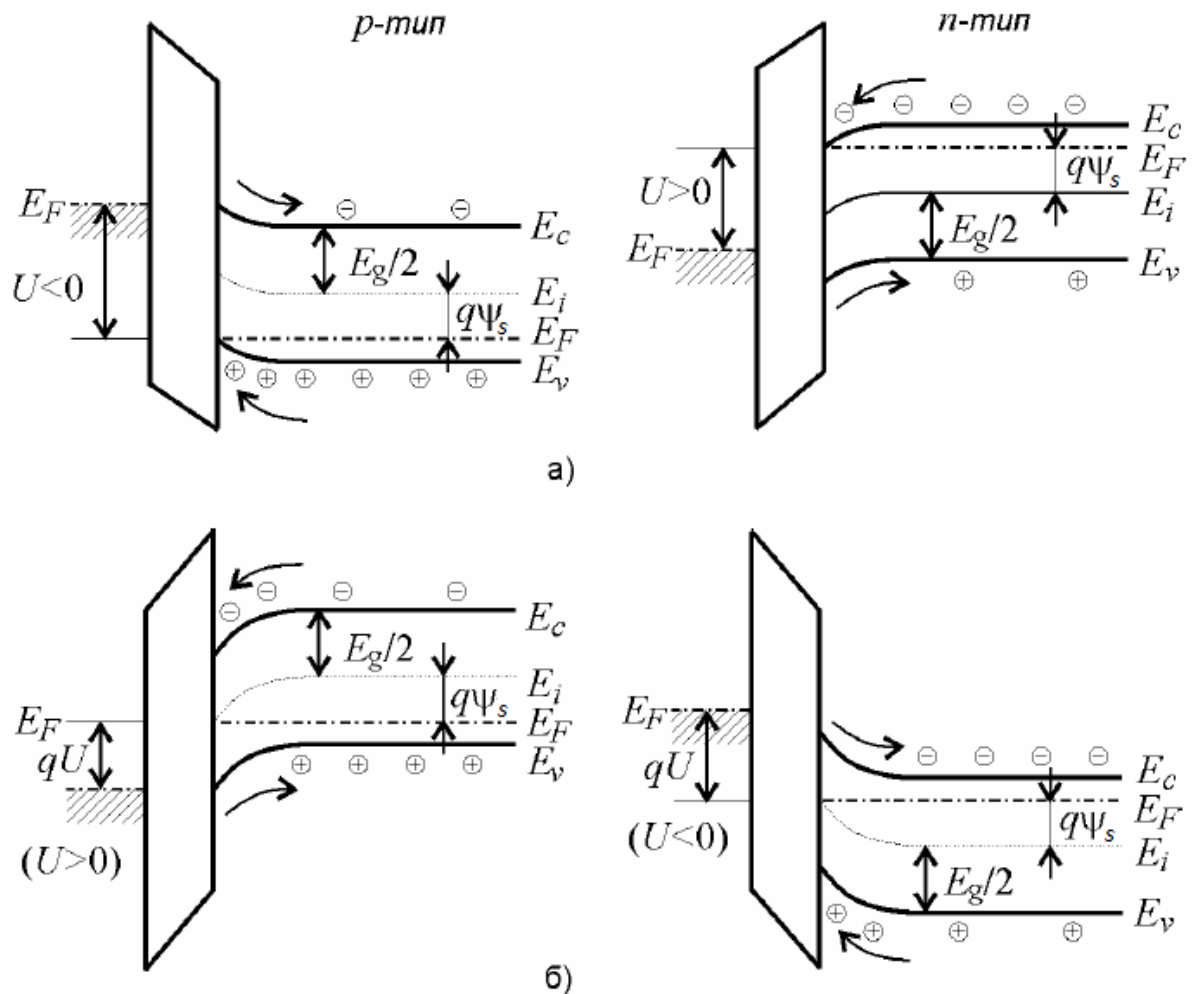 p-тип
n-тип
E_F
U<0
E_g/2
qψ_s
E_c
E_i
E_F
E_v
U>0
E_F
E_g/2
qψ_s
E_c
E_F
E_i
E_v
а)
E_F
qU
(U>0)
E_g/2
qψ_s
E_c
E_i
E_F
E_v
E_F
qU
(U<0)
E_g/2
qψ_s
E_c
E_F
E_i
E_v
б)